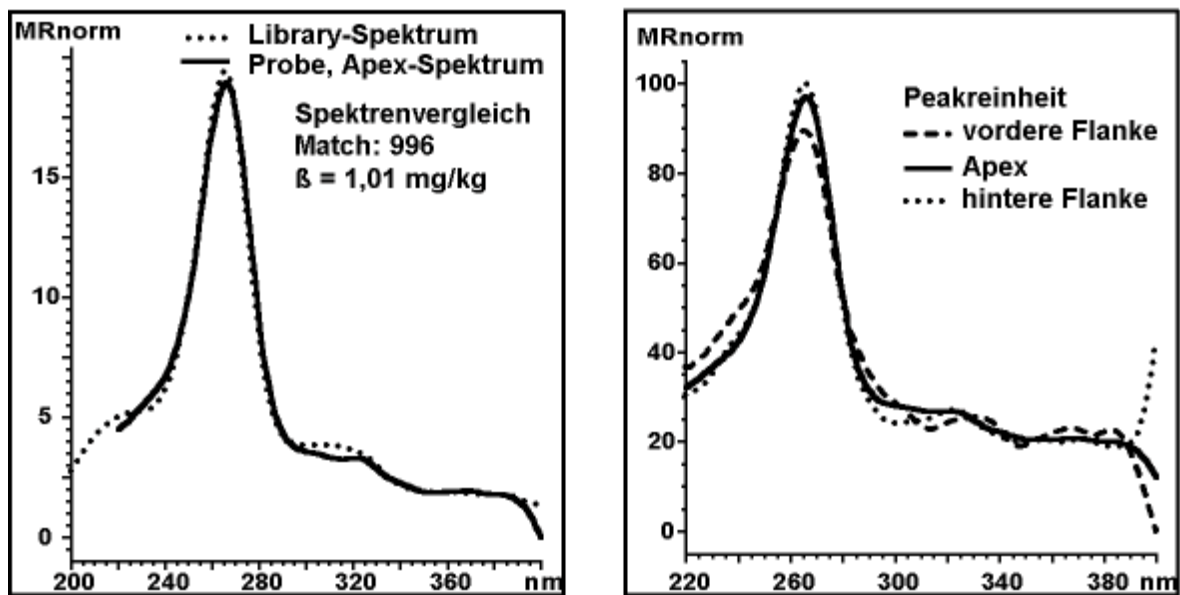 MRnorm
Library-Spektrum
Probe, Apex-Spektrum
Spektrenvergleich
Match: 996
ß = 1,01 mg/kg
15
10
5
0
200 240 280 320 360 nm
MRnorm
100
Peakreinheit
vordere Flanke
80
Apex
hintere Flanke
60
40
20
0
220 260 300 340 380 nm